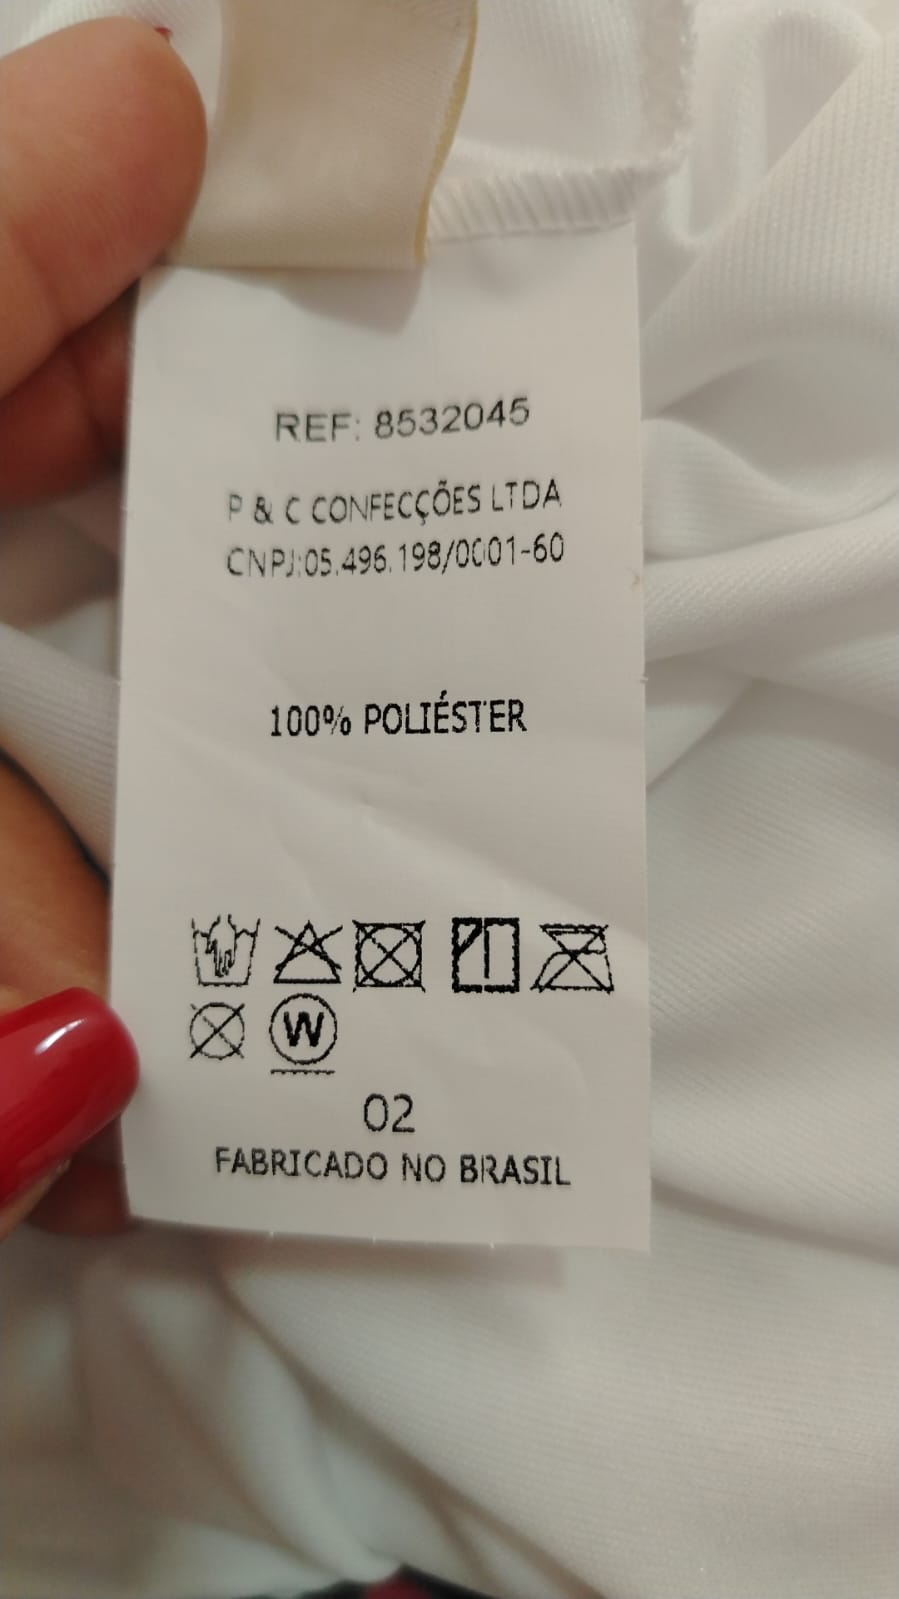 REF: 8532045
P & C CONFECÇÕES LTDA
CNPJ:05.496.198/0001-60
100% POLIÉSTER
W
02
FABRICADO NO BRASIL